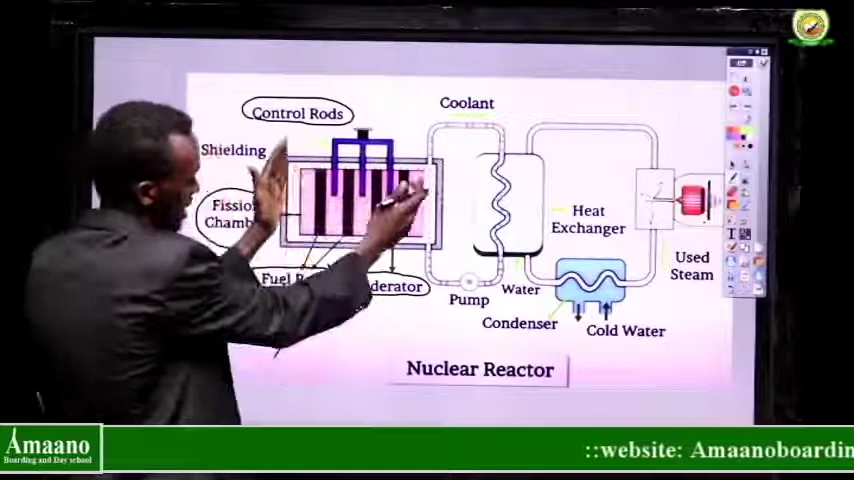 Control Rods
Coolant
Shielding
Fission
Fuel
Heat
Exchanger
Used
Steam
Water
Pump
Condenser
Cold Water
Nuclear Reactor
Amaano
Boarding and Day school
::website: Amaanoboardin